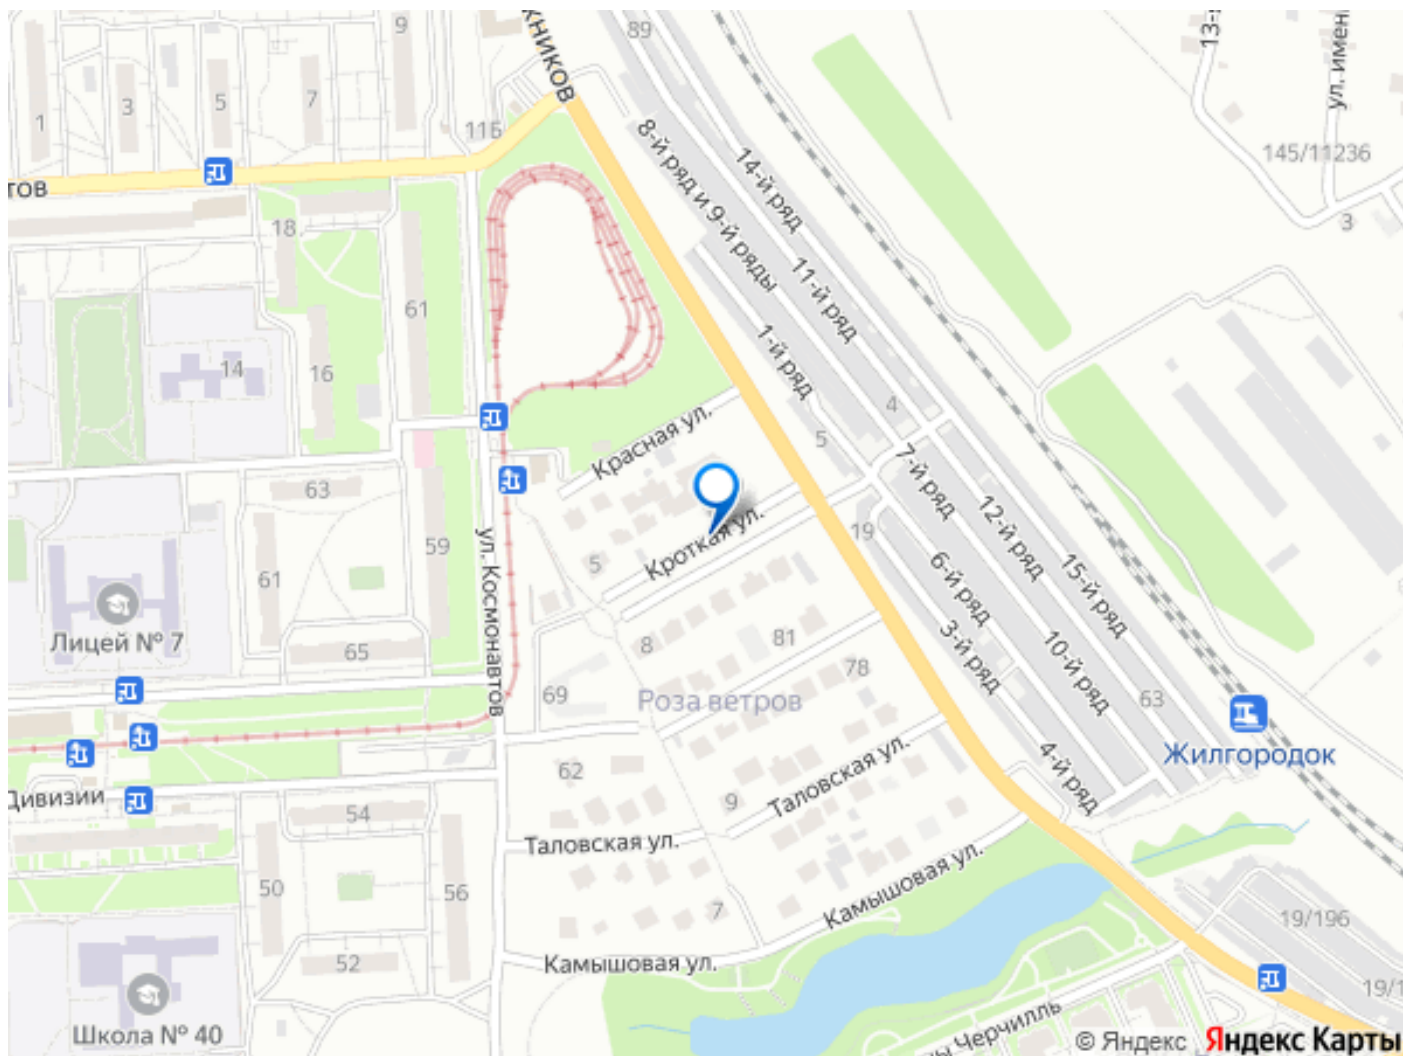 9
89
13-
ул. имен
КНИКОВ
1
3
5
7
11Б
8-й ряд и 9-й ряды
14-й ряд
145/11236
3
тов
18
61
11-й ряд
1-й ряд
14
16
4
5
Красная ул.
7-й ряд
63
12-й ряд
8
Кроткая ул.
19
ул. Космонавтов
59
5
61
6-й ряд
15-й ряд
Лицей № 7
65
8
81
3-й ряд
10-й ряд
78
69
Роза ветров
63
Жилгородок
62
9
Таловская ул.
4-й ряд
Дивизии
54
Таловская ул.
50
56
7
Камышовая ул.
19/196
52
Камышовая ул.
19/1
Школа № 40
ы Черчилль
© Яндекс Яндекс Карты